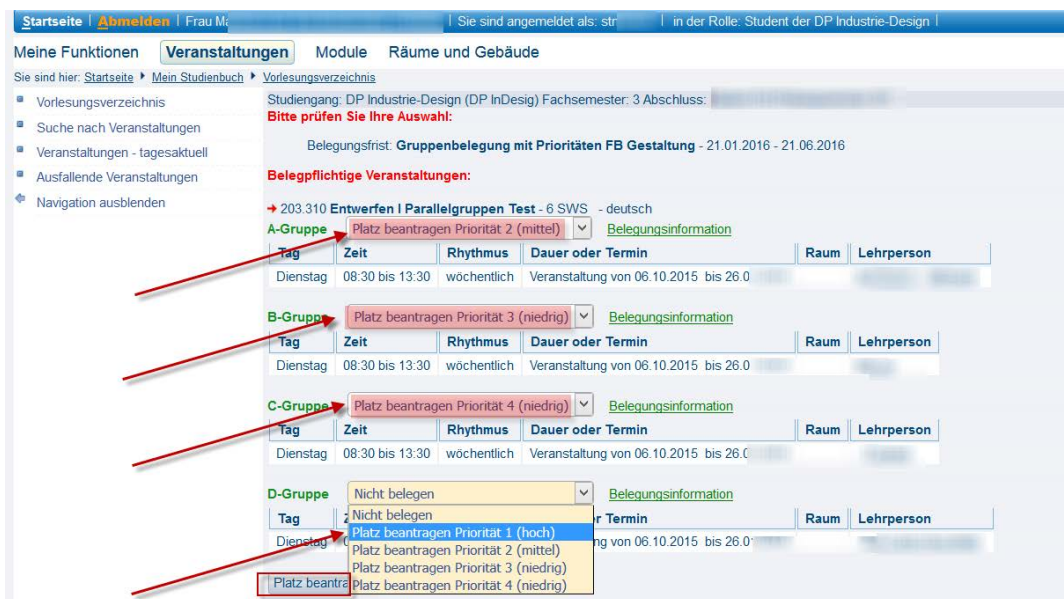 Startseite | Abmelden | Frau | Sie sind angemeldet als: | in der Rolle: Student der DP Industrie-Design |
Meine Funktionen Veranstaltungen Module Räume und Gebäude
Sie sind hier: Startseite Mein Studienbuch Vorlesungsverzeichnis
Vorlesungsverzeichnis
Suche nach Veranstaltungen
Veranstaltungen - tagesaktuell
Ausfallende Veranstaltungen
Navigation ausblenden
Studiengang: DP Industrie-Design (DP InDesig) Fachsemester: 3 Abschluss:
Bitte prüfen Sie Ihre Auswahl:
Belegungsfrist: Gruppenbelegung mit Prioritäten FB Gestaltung - 21.01.2016 - 21.06.2016
Belegpflichtige Veranstaltungen:
203.310 Entwerfen I Parallelgruppen Test - 6 SWS - deutsch
A-Gruppe Platz beantragen Priorität 2 (mittel) Belegungsinformation
Tag Zeit Rhythmus Dauer oder Termin Raum Lehrperson
Dienstag 08:30 bis 13:30 wöchentlich Veranstaltung von 06.10.2015 bis 26.0
B-Gruppe Platz beantragen Priorität 3 (niedrig) Belegungsinformation
Tag Zeit Rhythmus Dauer oder Termin Raum Lehrperson
Dienstag 08:30 bis 13:30 wöchentlich Veranstaltung von 06.10.2015 bis 26.0
C-Gruppe Platz beantragen Priorität 4 (niedrig) Belegungsinformation
Tag Zeit Rhythmus Dauer oder Termin Raum Lehrperson
Dienstag 08:30 bis 13:30 wöchentlich Veranstaltung von 06.10.2015 bis 26.0
D-Gruppe Nicht belegen Belegungsinformation
Nicht belegen
Tag Termin Raum Lehrperson
Platz beantragen Priorität 1 (hoch)
Dienstag von 06.10.2015 bis 26.0
Platz beantragen Priorität 2 (mittel)
Platz beantragen Priorität 3 (niedrig)
Platz beantra Platz beantragen Priorität 4 (niedrig)